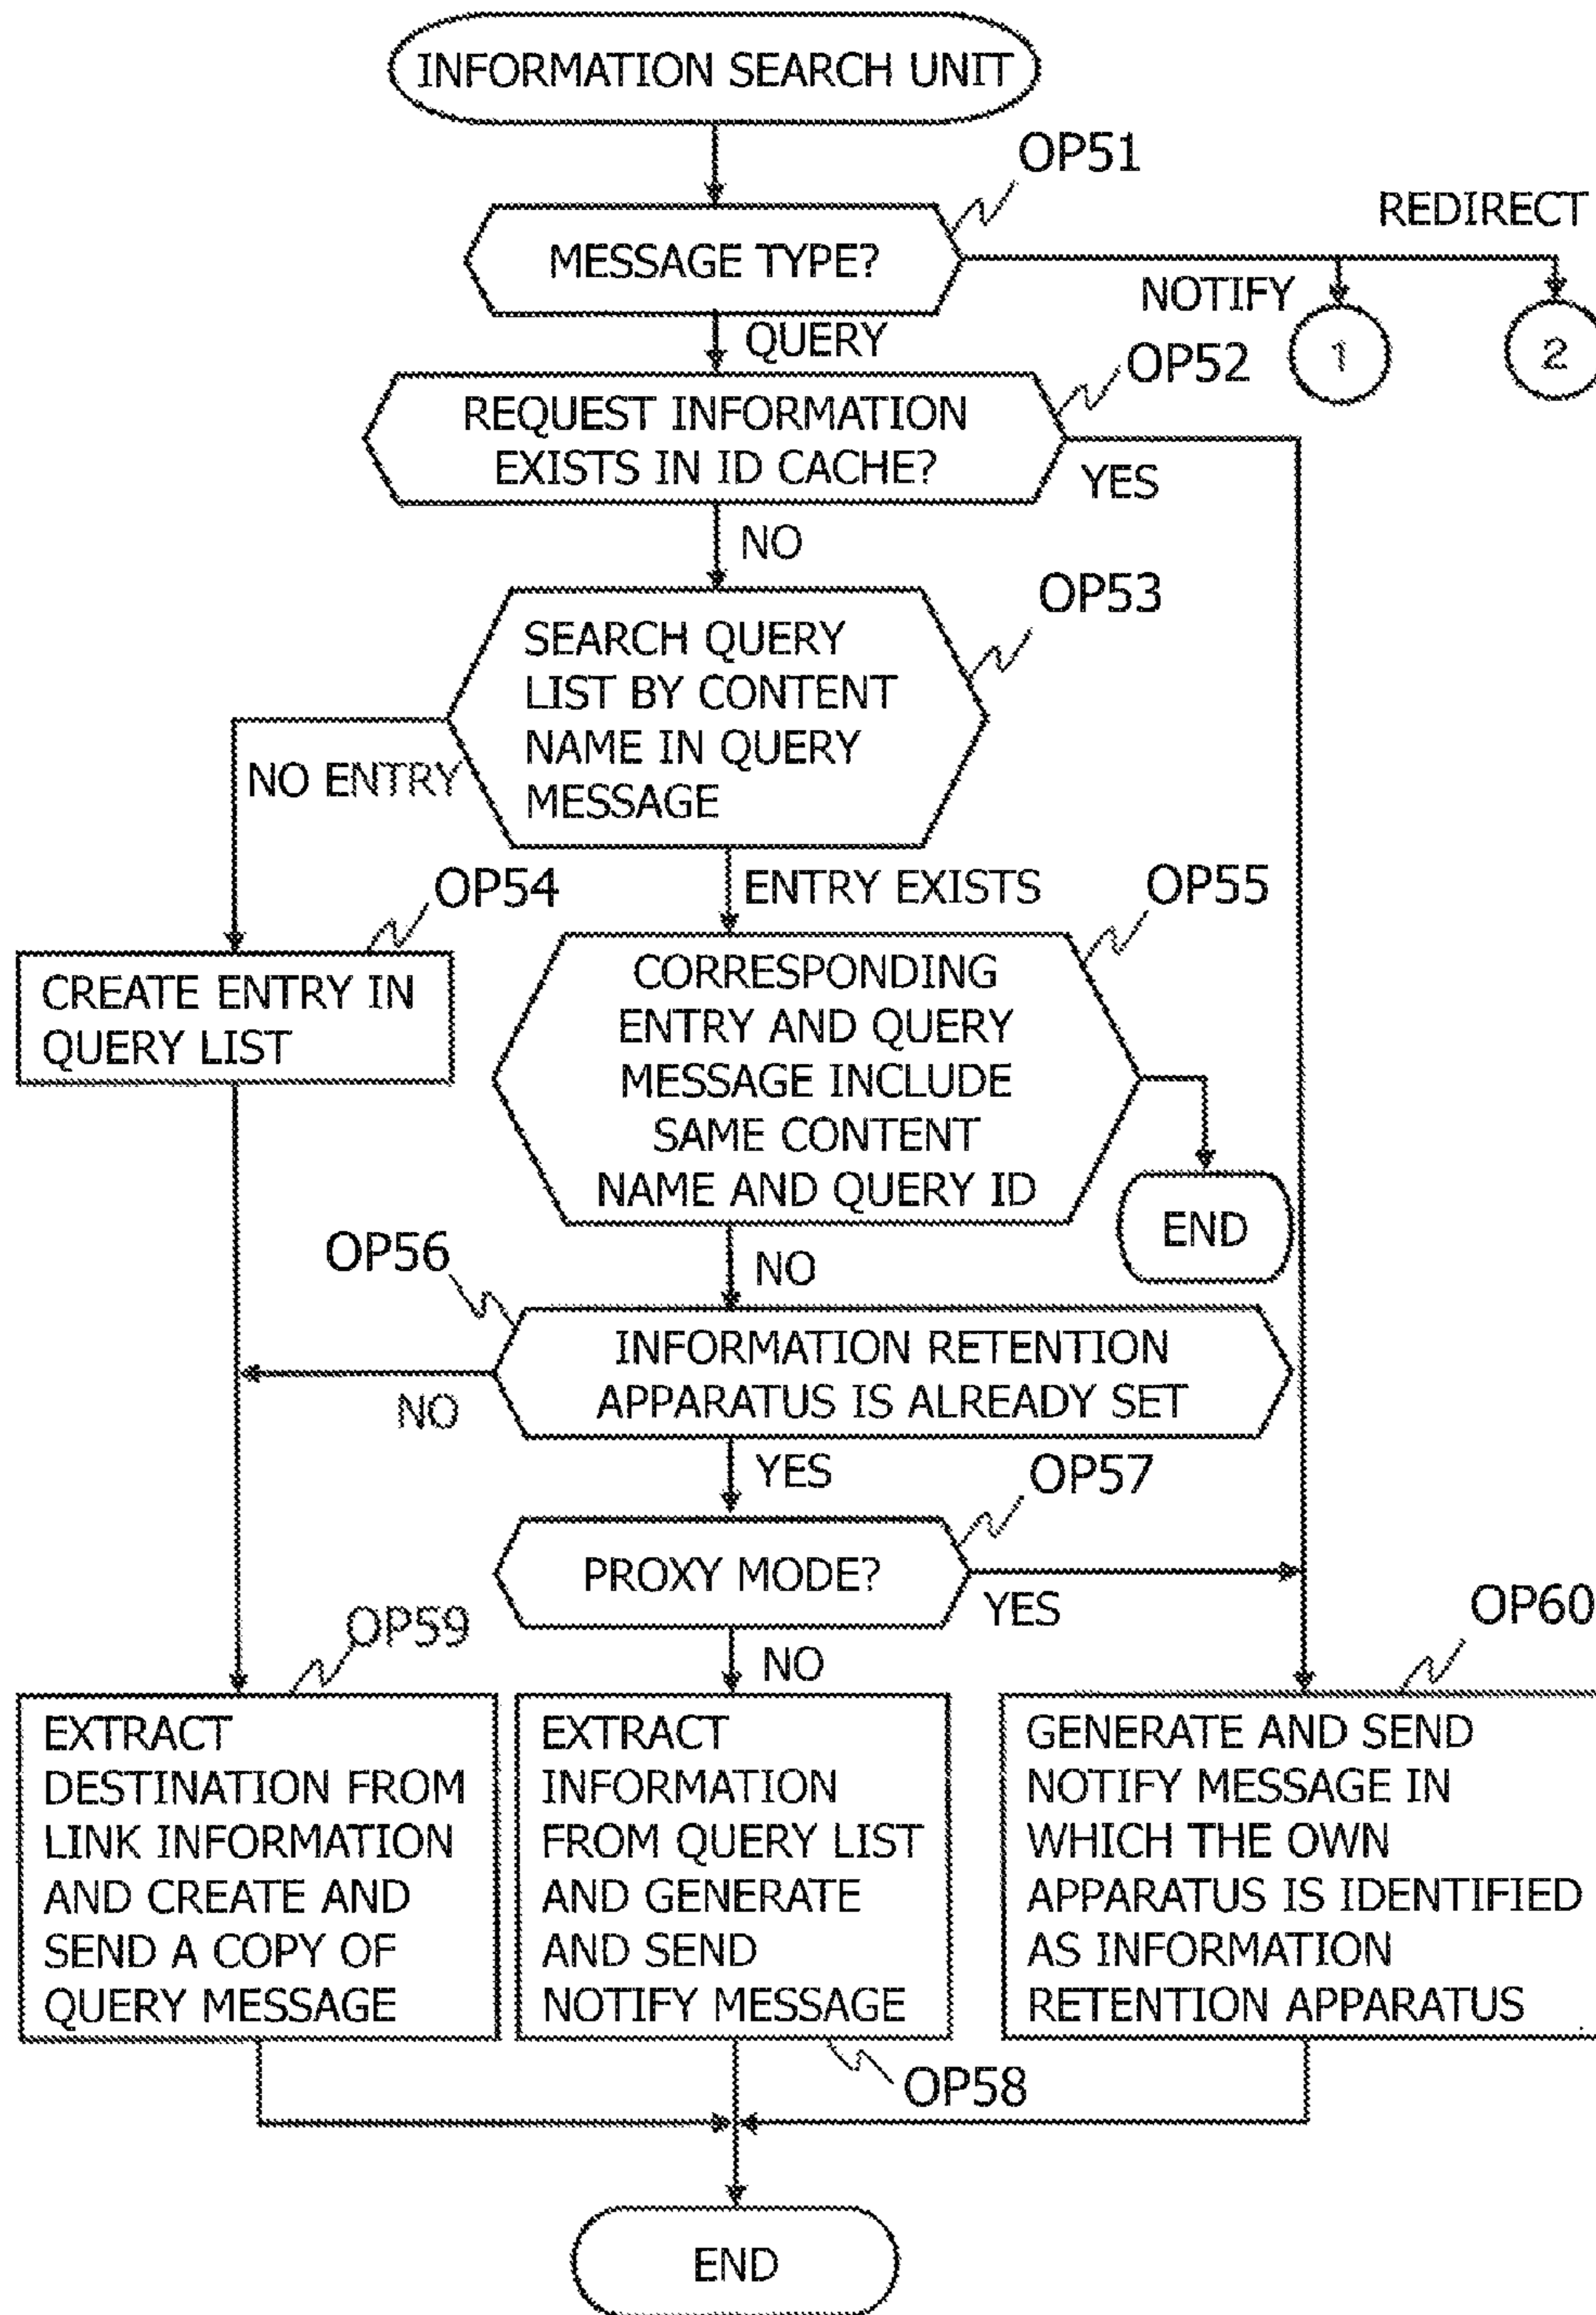 INFORMATION SEARCH UNIT
OP51
REDIRECT
MESSAGE TYPE?
NOTIFY
1
2
QUERY
OP52
REQUEST INFORMATION
EXISTS IN ID CACHE?
YES
NO
OP53
SEARCH QUERY
LIST BY CONTENT
NAME IN QUERY
MESSAGE
NO ENTRY
ENTRY EXISTS
OP54
CREATE ENTRY IN
QUERY LIST
OP55
CORRESPONDING
ENTRY AND QUERY
MESSAGE INCLUDE
SAME CONTENT
NAME AND QUERY ID
END
NO
OP56
INFORMATION RETENTION
APPARATUS IS ALREADY SET
NO
YES
OP57
PROXY MODE?
YES
NO
OP59
EXTRACT
DESTINATION FROM
LINK INFORMATION
AND CREATE AND
SEND A COPY OF
QUERY MESSAGE
EXTRACT
INFORMATION
FROM QUERY LIST
AND GENERATE
AND SEND
NOTIFY MESSAGE
OP58
OP60
GENERATE AND SEND
NOTIFY MESSAGE IN
WHICH THE OWN
APPARATUS IS IDENTIFIED
AS INFORMATION
RETENTION APPARATUS
END